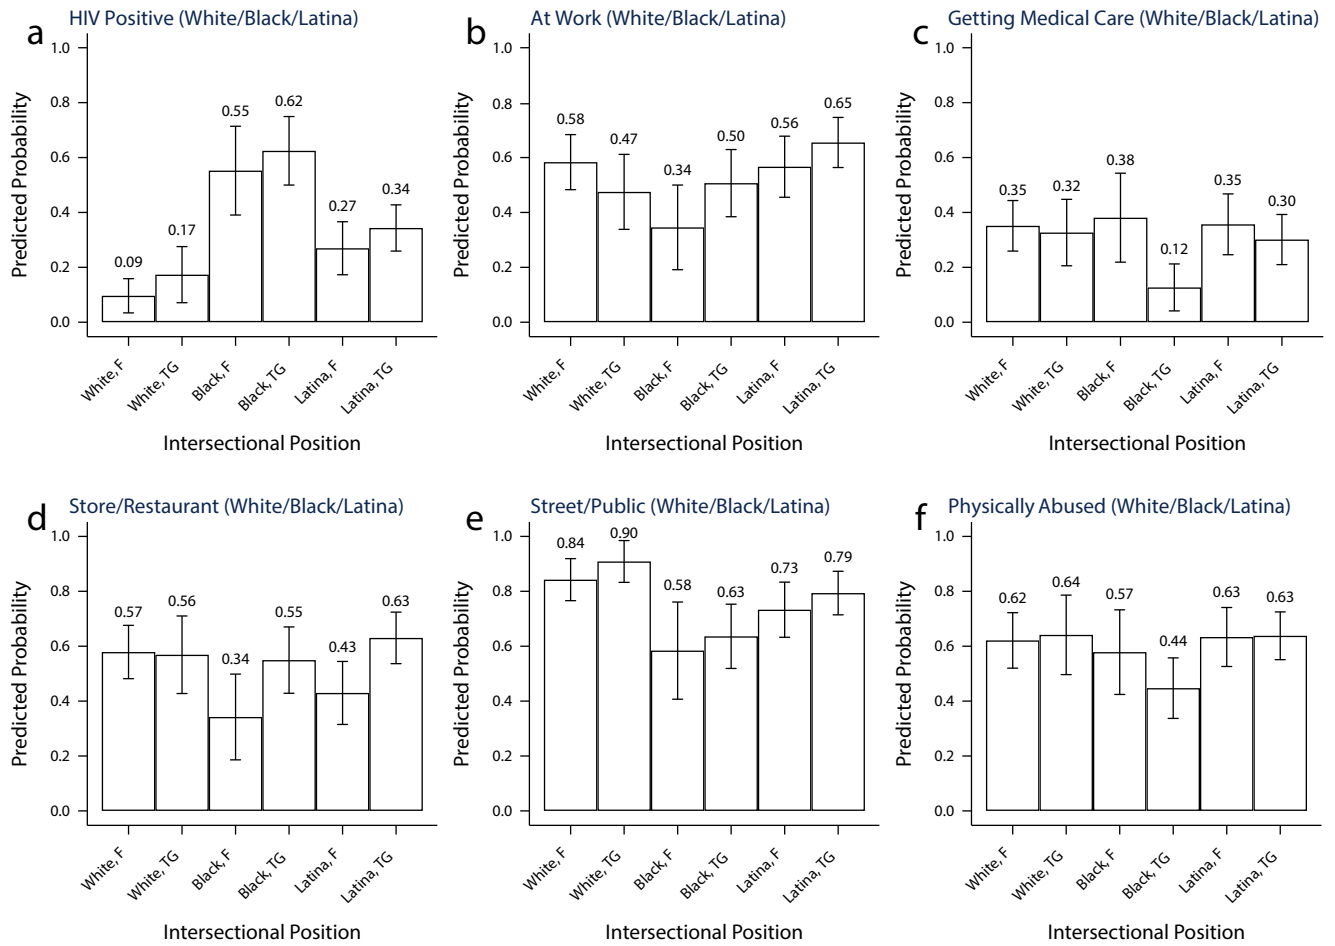 a
HIV Positive (White/Black/Latina)
Predicted Probability
1.0
0.8
0.6
0.4
0.2
0.0
0.09
0.17
0.55
0.62
0.27
0.34
White, F
White, TG
Black, F
Black, TG
Latina, F
Latina, TG
Intersectional Position
b
At Work (White/Black/Latina)
Predicted Probability
1.0
0.8
0.6
0.4
0.2
0.0
0.58
0.47
0.34
0.50
0.56
0.65
White, F
White, TG
Black, F
Black, TG
Latina, F
Latina, TG
Intersectional Position
c
Getting Medical Care (White/Black/Latina)
Predicted Probability
1.0
0.8
0.6
0.4
0.2
0.0
0.35
0.32
0.38
0.12
0.35
0.30
White, F
White, TG
Black, F
Black, TG
Latina, F
Latina, TG
Intersectional Position
d
Store/Restaurant (White/Black/Latina)
Predicted Probability
1.0
0.8
0.6
0.4
0.2
0.0
0.57
0.56
0.34
0.55
0.43
0.63
White, F
White, TG
Black, F
Black, TG
Latina, F
Latina, TG
Intersectional Position
e
Street/Public (White/Black/Latina)
Predicted Probability
1.0
0.8
0.6
0.4
0.2
0.0
0.84
0.90
0.58
0.63
0.73
0.79
White, F
White, TG
Black, F
Black, TG
Latina, F
Latina, TG
Intersectional Position
f
Physically Abused (White/Black/Latina)
Predicted Probability
1.0
0.8
0.6
0.4
0.2
0.0
0.62
0.64
0.57
0.44
0.63
0.63
White, F
White, TG
Black, F
Black, TG
Latina, F
Latina, TG
Intersectional Position